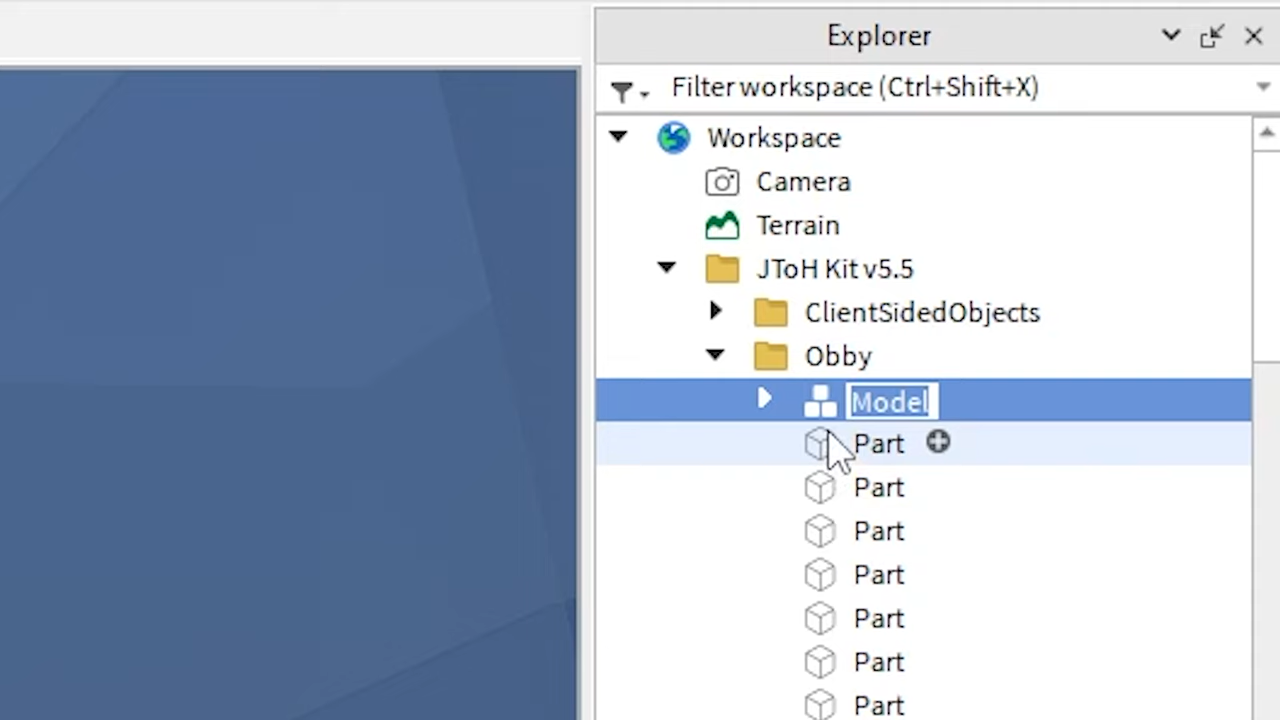 Explorer
Filter workspace (Ctrl+Shift+X)
Workspace
Camera
Terrain
JToH Kit v5.5
ClientSidedObjects
Obby
Model
Part
Part
Part
Part
Part
Part
Part